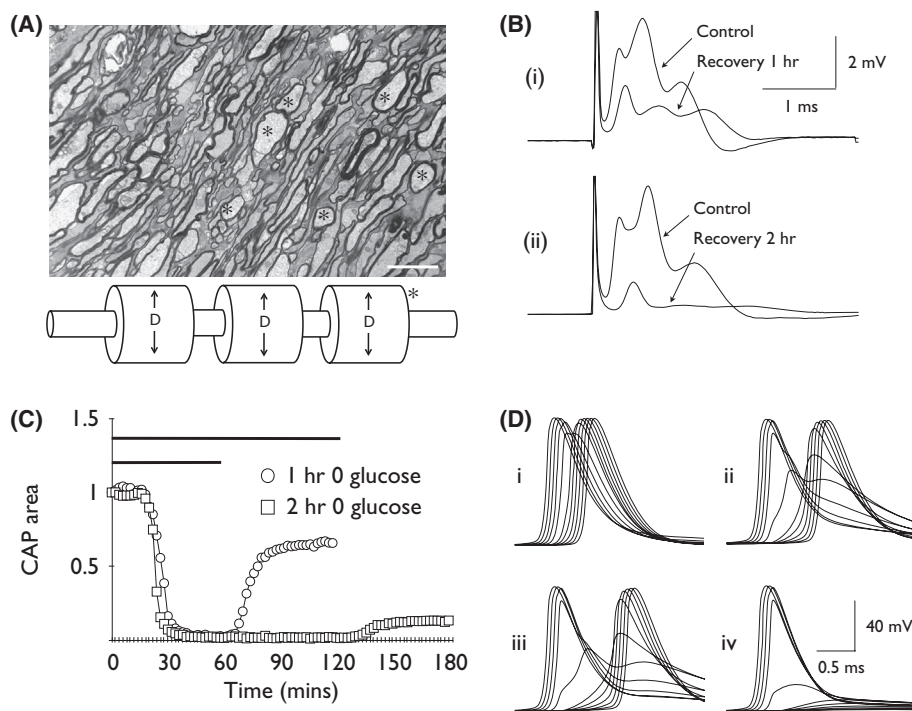 (A)
* * * * * *
D D D
*
(B)
(i)
Control
Recovery 1 hr
2 mV
1 ms
(ii)
Control
Recovery 2 hr
(C)
1.5
1
0.5
CAP area
1 hr 0 glucose
2 hr 0 glucose
0 30 60 90 120 150 180
Time (mins)
(D)
i
ii
iii
iv
40 mV
0.5 ms